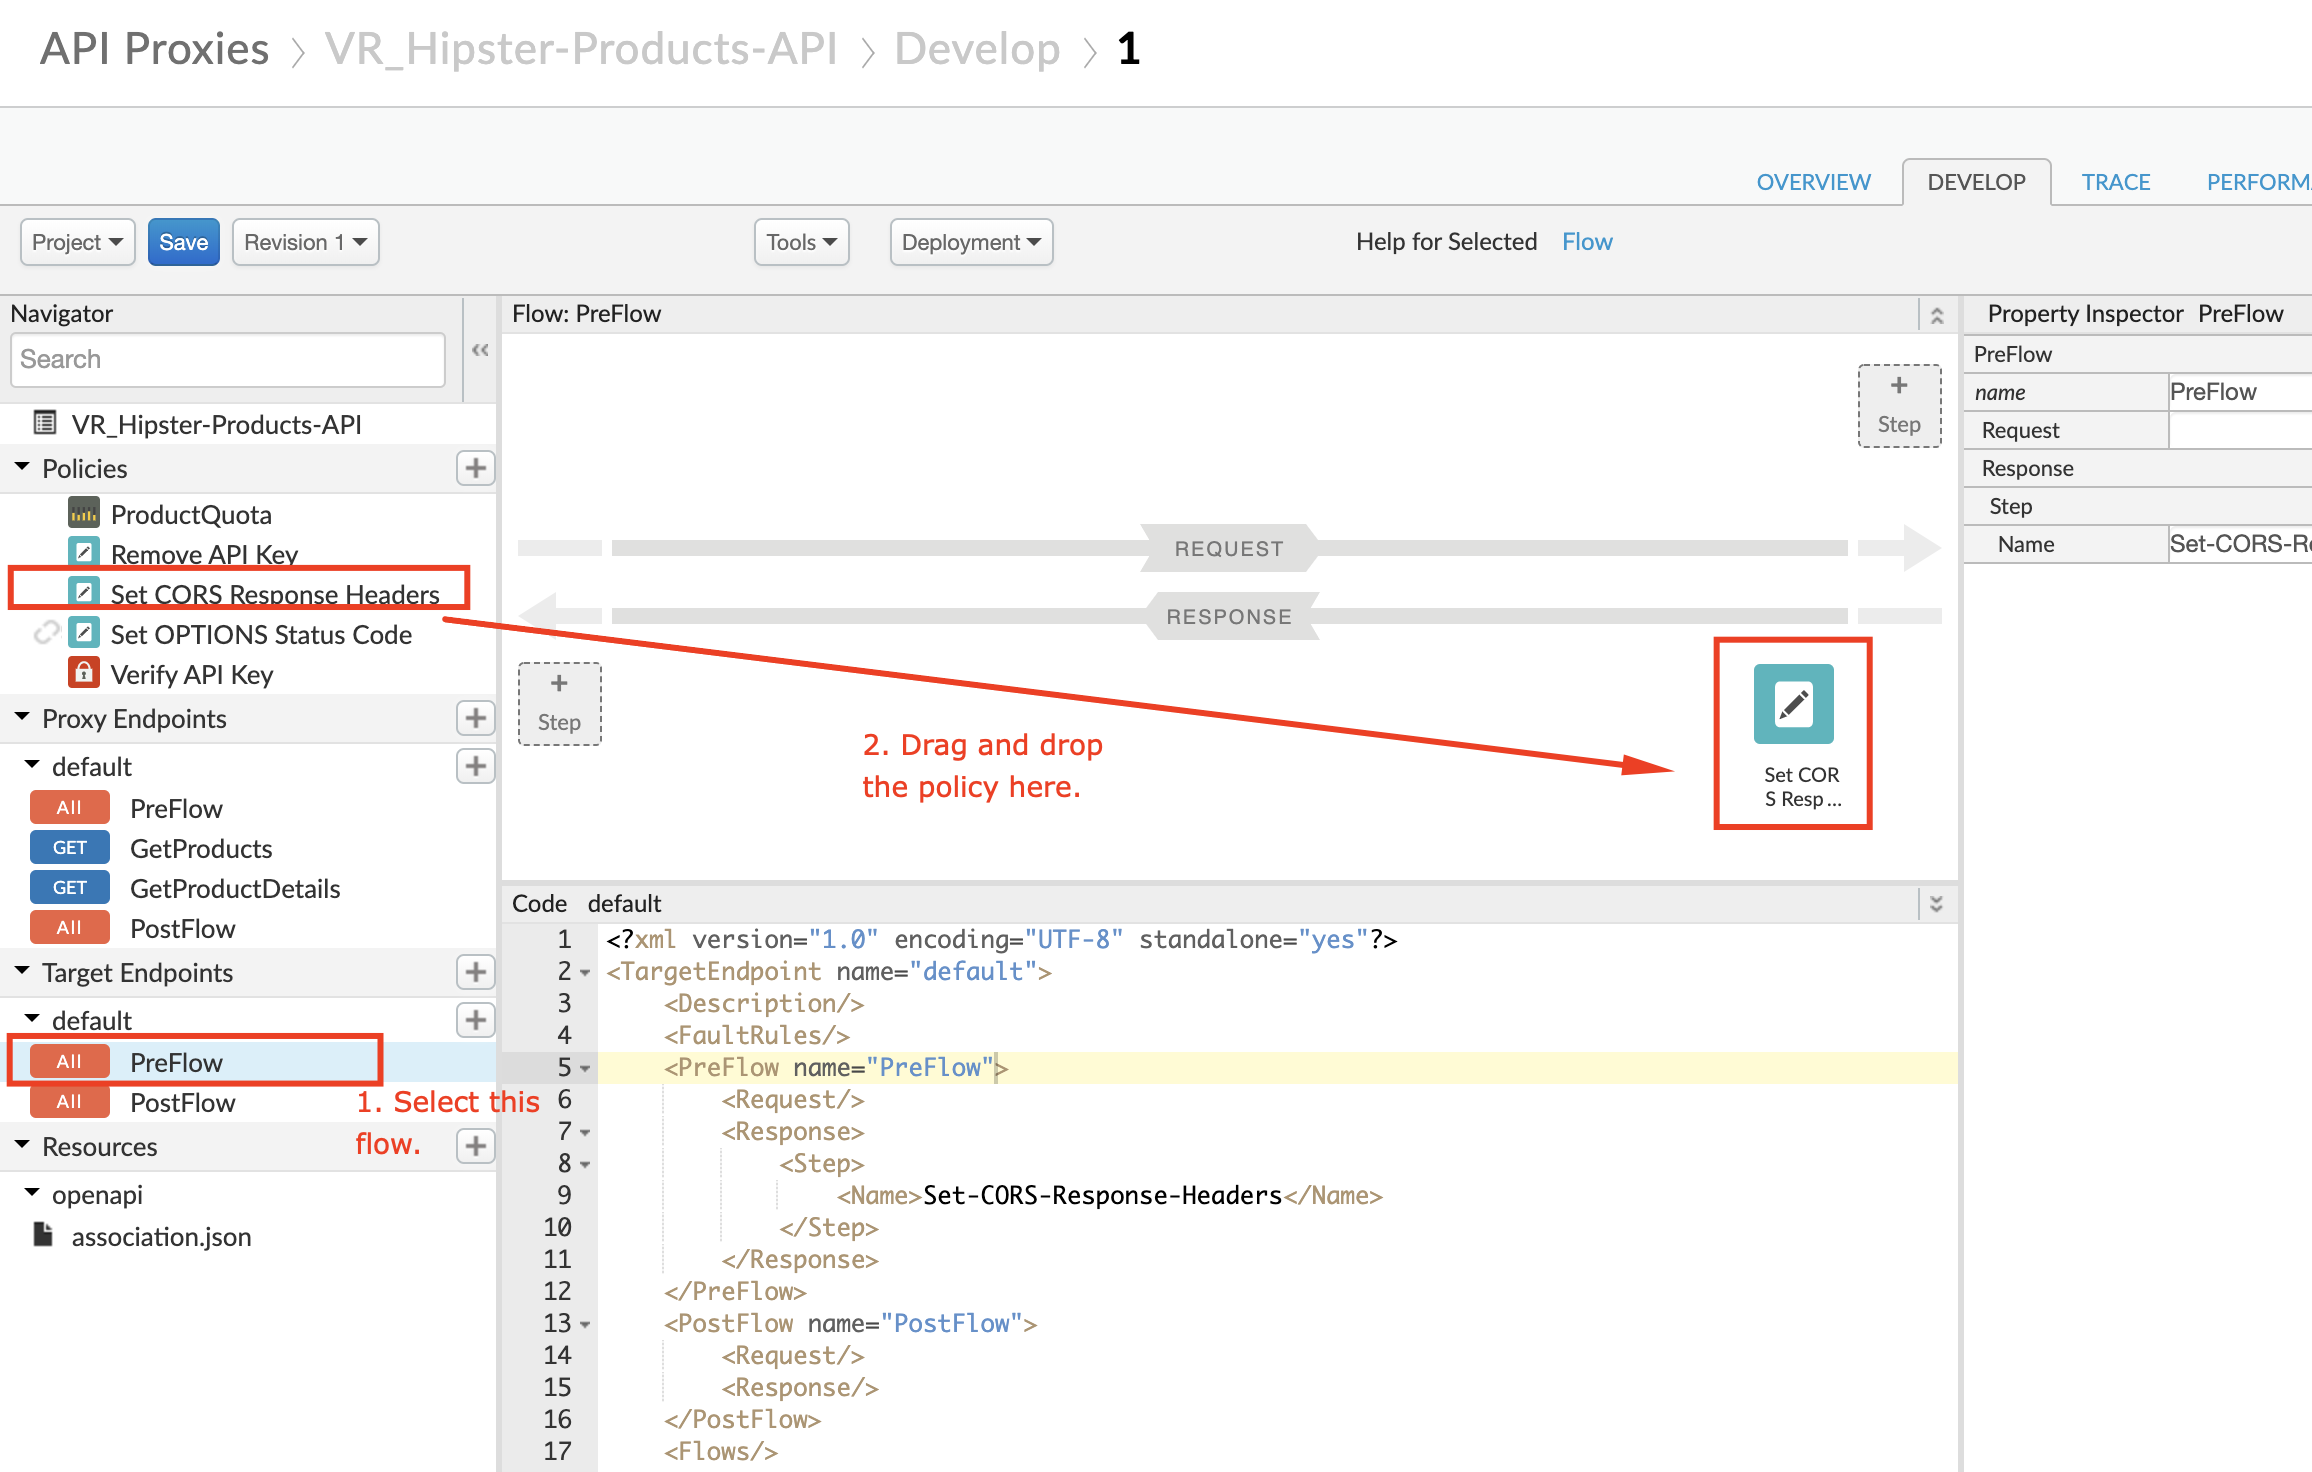 API Proxies > VR_Hipster-Products-API > Develop > 1
OVERVIEW DEVELOP TRACE PERFORMA
Project Save Revision 1 Tools Deployment Help for Selected Flow
Navigator
Search
VR_Hipster-Products-API
Policies
ProductQuota
Remove API Key
Set CORS Response Headers
Set OPTIONS Status Code
Verify API Key
Proxy Endpoints
default
All PreFlow
GET GetProducts
GET GetProductDetails
All PostFlow
Target Endpoints
default
All PreFlow
All PostFlow
1. Select this
flow.
Resources
openapi
association.json
Flow: PreFlow
+
Step
REQUEST
RESPONSE
+
Step
2. Drag and drop
the policy here.
Set COR
S Resp...
Code default
1 <?xml version="1.0" encoding="UTF-8" standalone="yes"?>
2 <TargetEndpoint name="default">
3 <Description/>
4 <FaultRules/>
5 <PreFlow name="PreFlow">
6 <Request/>
7 <Response>
8 <Step>
9 <Name>Set-CORS-Response-Headers</Name>
10 </Step>
11 </Response>
12 </PreFlow>
13 <PostFlow name="PostFlow">
14 <Request/>
15 <Response/>
16 </PostFlow>
17 <Flows/>
Property Inspector PreFlow
PreFlow
name PreFlow
Request
Response
Step
Name Set-CORS-Re